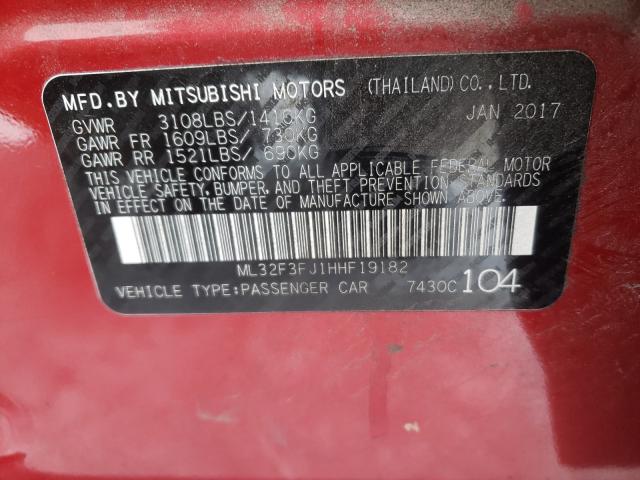 MFD.BY MITSUBISHI MOTORS (THAILAND) CO., LTD.
GVWR 3108LBS/1410KG JAN 2017
GAWR FR 1609LBS/ 730KG
GAWR RR 1521LBS/ 690KG
THIS VEHICLE CONFORMS TO ALL APPLICABLE FEDERAL MOTOR
VEHICLE SAFETY, BUMPER, AND THEFT PREVENTION STANDARDS
IN EFFECT ON THE DATE OF MANUFACTURE SHOWN ABOVE.
ML32F3FJ1HHF19182
VEHICLE TYPE:PASSENGER CAR 7430C 104